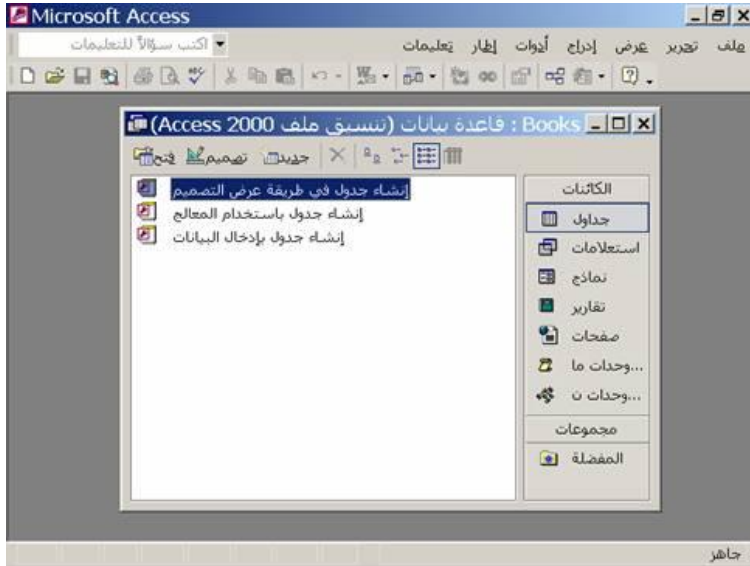 Microsoft Access
ملف تحرير عرض إدراج أدوات إطار تعليمات اكتب سؤالاً للتعليمات
Books : قاعدة بيانات (تنسيق ملف Access 2000)
فتح تصميم جديد
الكائنات
جداول
استعلامات
نماذج
تقارير
صفحات
وحدات ما...
وحدات ن...
مجموعات
المفضلة
إنشاء جدول في طريقة عرض التصميم
إنشاء جدول باستخدام المعالج
إنشاء جدول بإدخال البيانات
جاهز